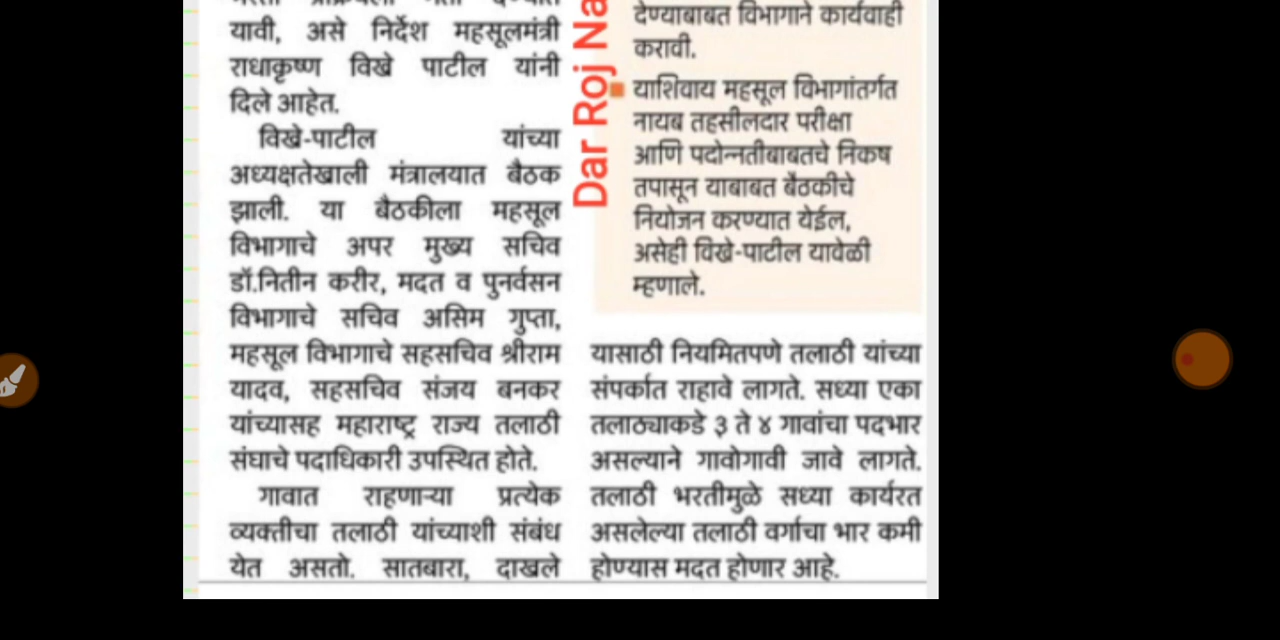 यावी, असे निर्देश महसूलमंत्री
राधाकृष्ण विखे पाटील यांनी
दिले आहेत.
विखे-पाटील यांच्या
अध्यक्षतेखाली मंत्रालयात बैठक
झाली. या बैठकीला महसूल
विभागाचे अपर मुख्य सचिव
डॉ.नितीन करीर, मदत व पुनर्वसन
विभागाचे सचिव असिम गुप्ता,
महसूल विभागाचे सहसचिव श्रीराम
यादव, सहसचिव संजय बनकर
यांच्यासह महाराष्ट्र राज्य तलाठी
संघाचे पदाधिकारी उपस्थित होते.
गावात राहणाऱ्या प्रत्येक
व्यक्तीचा तलाठी यांच्याशी संबंध
येत असतो. सातबारा, दाखले
Dar Roj Na
देण्याबाबत विभागाने कार्यवाही
करावी.
याशिवाय महसूल विभागांतर्गत
नायब तहसीलदार परीक्षा
आणि पदोन्नतीबाबतचे निकष
तपासून याबाबत बैठकीचे
नियोजन करण्यात येईल,
असेही विखे-पाटील यावेळी
म्हणाले.
यासाठी नियमितपणे तलाठी यांच्या
संपर्कात राहावे लागते. सध्या एका
तलाठ्याकडे ३ ते ४ गावांचा पदभार
असल्याने गावोगावी जावे लागते.
तलाठी भरतीमुळे सध्या कार्यरत
असलेल्या तलाठी वर्गाचा भार कमी
होण्यास मदत होणार आहे.